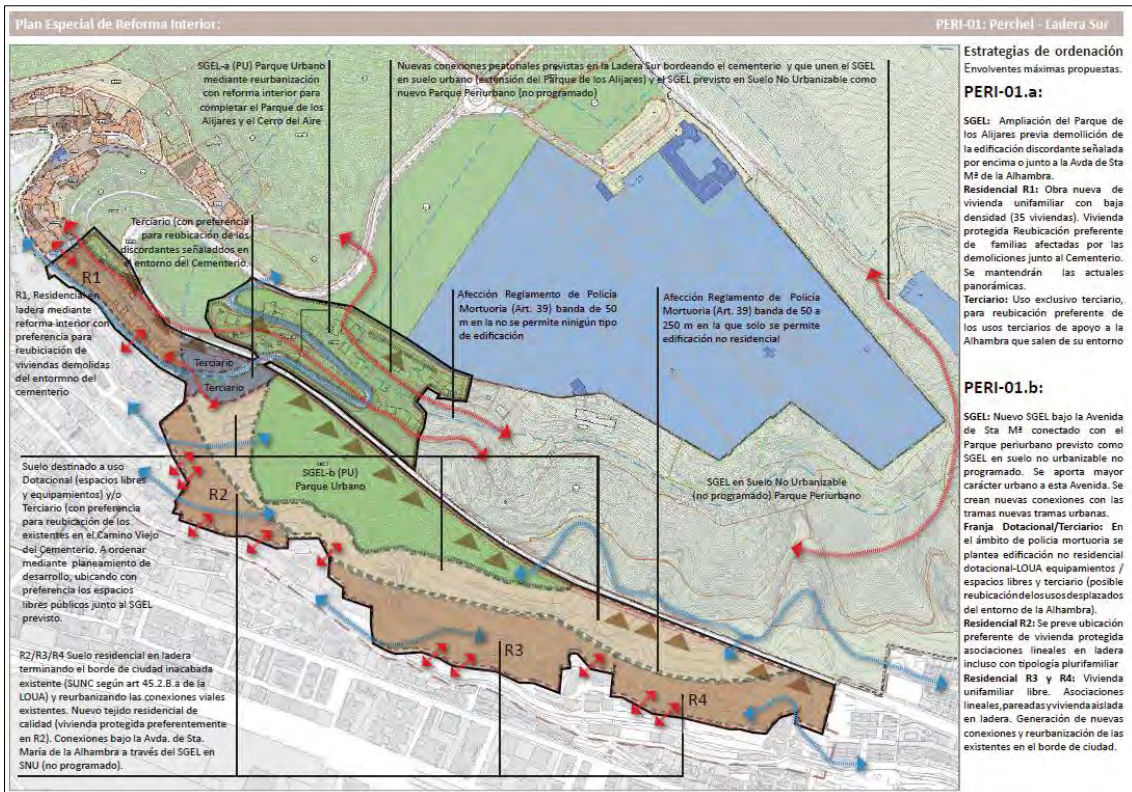 Plan Especial de Reforma Interior:
PERI-01: Perchel - Ladera Sur
SGEL-a (PU) Parque Urbano
mediante reurbanización
con reforma interior para
completar el Parque de los
Alijares y el Cerro del Aire
Nuevas conexiones peatonales previstas en la Ladera Sur bordeando el cementerio y que unen el SGEL
en suelo urbano (extensión del Parque de los Alijares) y el SGEL previsto en Suelo No Urbanizable como
nuevo Parque Periurbano (no programado)
Terciario (con preferencia
para reubicación de los
discordantes señaladdos en
el entorno del Cementerio.
R1
R1, Residencial en
ladera mediante
reforma interior con
preferencia para
reubiciación de
viviendas demolidas
del entormno del
cementerio
Afección Reglamento de Policía
Mortuoria (Art. 39) banda de 50
m en la no se permite ninigún tipo
de edificación
Afección Reglamento de Policía
Mortuoria (Art. 39) banda de 50 a
250 m en la que solo se permite
edificación no residencial
Terciario
Terciario
SGEL-b (PU)
Parque Urbano
SGEL en Suelo No Urbanizable
(no programado) Parque Periurbano
Suelo destinado a uso
Dotacional (espacios libres
y equipamientos) y/o
Terciario (con preferencia
para reubicación de los
existentes en el Camino Viejo
del Cementerio. A ordenar
mediante planeamiento de
desarrollo, ubicando con
preferencia los espacios
libres públicos junto al SGEL
previsto.
R2
R3
R4
R2/R3/R4 Suelo residencial en ladera
terminando el borde de ciudad inacabada
existente (SUNC según art 45.2.B.a de la
LOUA) y reurbanizando las conexiones viales
existentes. Nuevo tejido residencial de
calidad (vivienda protegida preferentemente
en R2). Conexiones bajo la Avda. de Sta.
María de la Alhambra a través del SGEL en
SNU (no programado).
Estrategias de ordenación
Envolventes máximas propuestas.
PERI-01.a:
SGEL: Ampliación del Parque de
los Alijares previa demollición de
la edificación discordante señalada
por encima o junto a la Avda de Sta
Mª de la Alhambra.
Residencial R1: Obra nueva de
vivienda unifamiliar con baja
densidad (35 viviendas). Vivienda
protegida Reubicación preferente
de familias afectadas por las
demoliciones junto al Cementerio.
Se mantendrán las actuales
panorámicas.
Terciario: Uso exclusivo terciario,
para reubicación preferente de
los usos terciarios de apoyo a la
Alhambra que salen de su entorno
PERI-01.b:
SGEL: Nuevo SGEL bajo la Avenida
de Sta Mª conectado con el
Parque periurbano previsto como
SGEL en suelo no urbanizable no
programado. Se aporta mayor
carácter urbano a esta Avenida. Se
crean nuevas conexiones con las
tramas nuevas tramas urbanas.
Franja Dotacional/Terciario: En
el ámbito de policia mortuoria se
plantea edificación no residencial
dotacional-LOUA equipamientos /
espacios libres y terciario (posible
reubicación de los usos desplazados
del entorno de la Alhambra).
Residencial R2: Se preve ubicación
preferente de vivienda protegida
asociaciones lineales en ladera
incluso con tipología plurifamiliar
Residencial R3 y R4: Vivienda
unifamiliar libre. Asociaciones
lineales, pareadas y vivienda aislada
en ladera. Generación de nuevas
conexiones y reurbanización de las
existentes en el borde de ciudad.